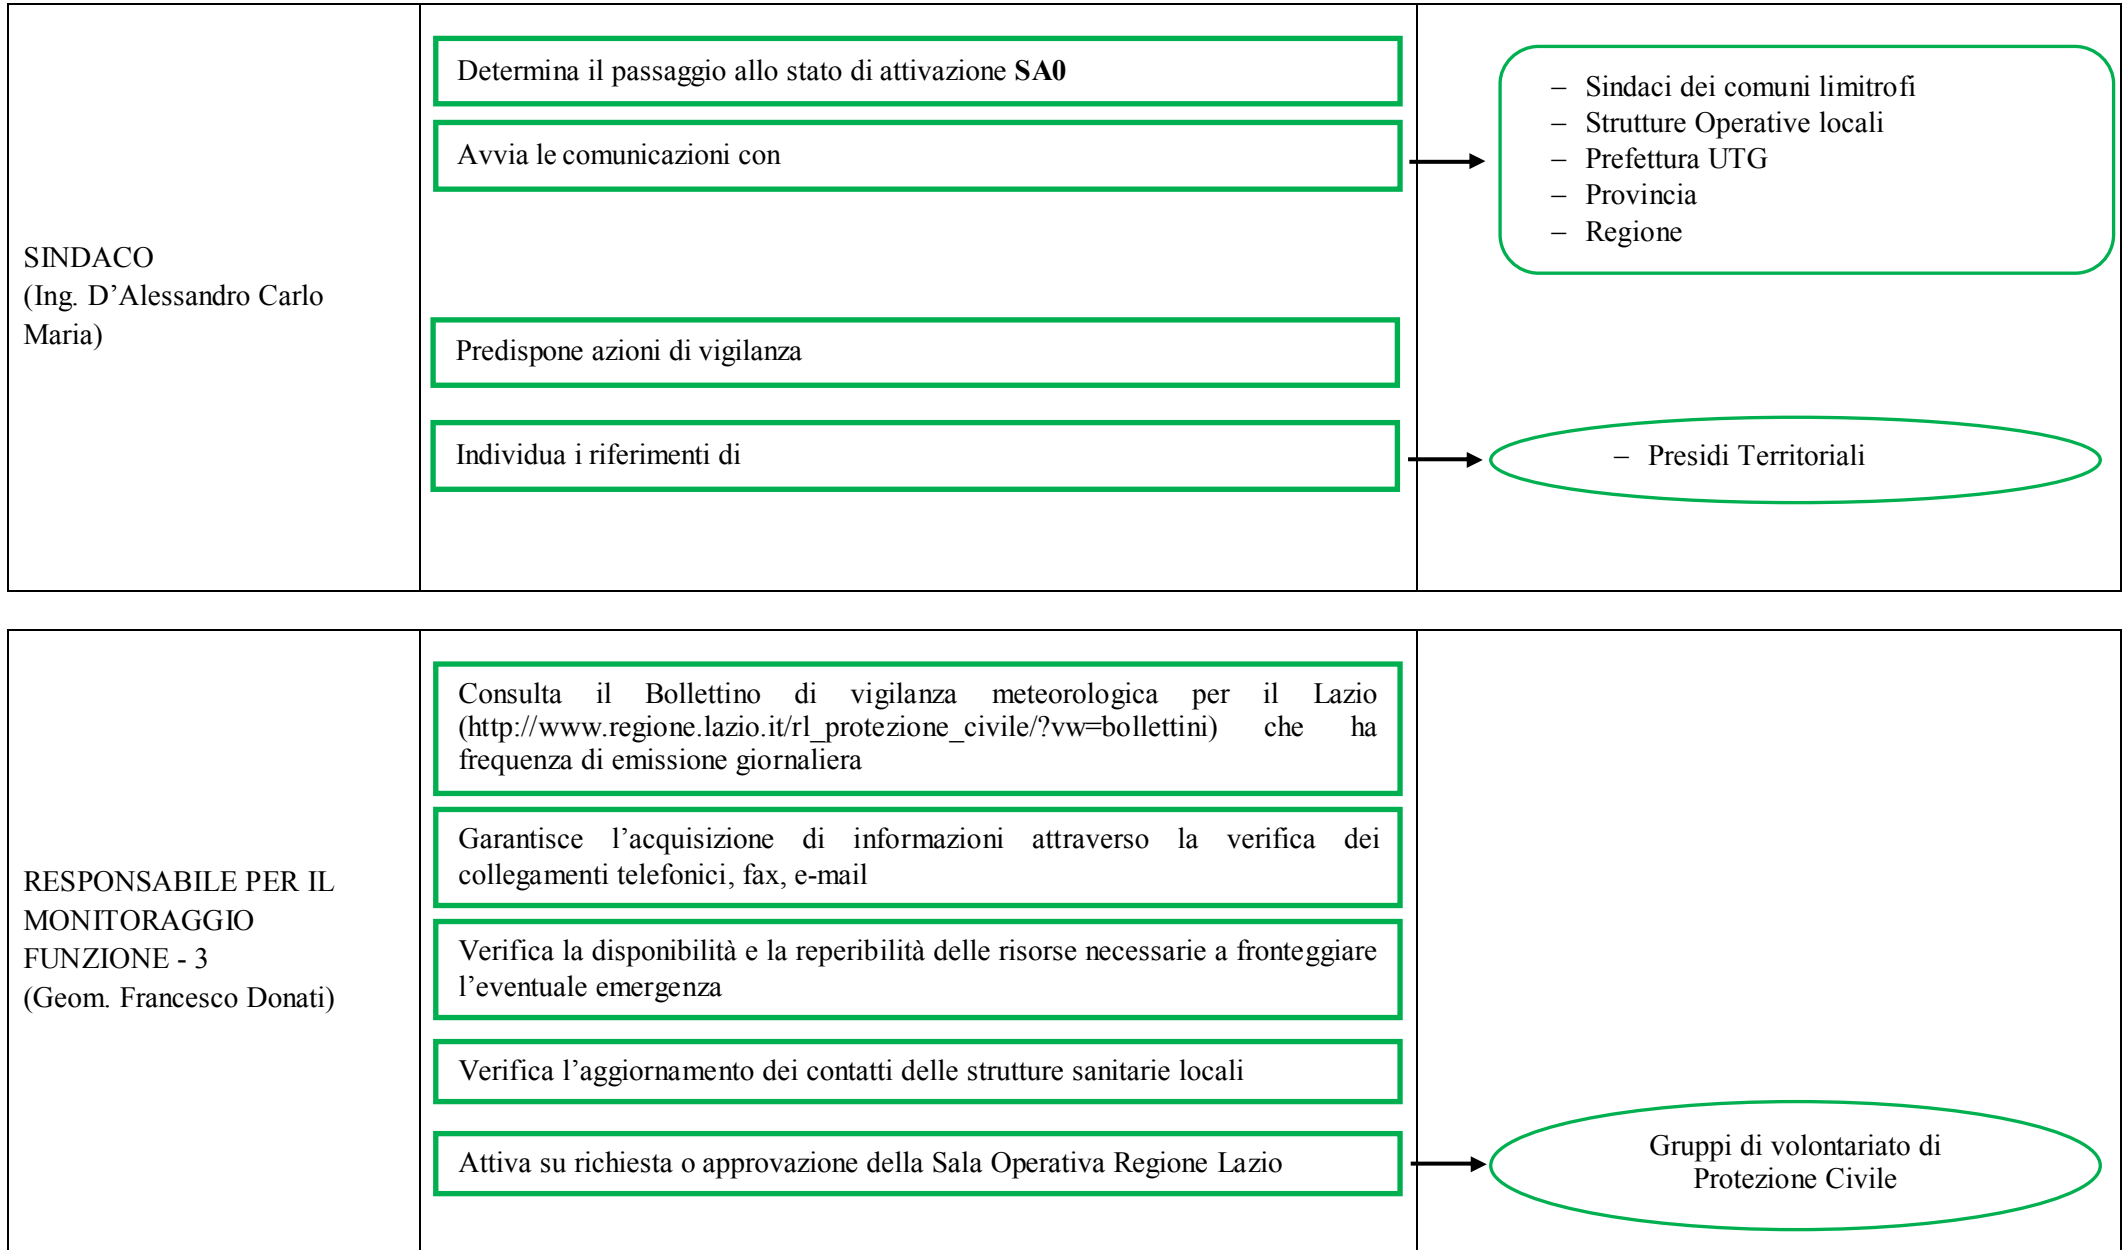 SINDACO
(Ing. D’Alessandro Carlo
Maria)
Determina il passaggio allo stato di attivazione SA0
Avvia le comunicazioni con
– Sindaci dei comuni limitrofi
– Strutture Operative locali
– Prefettura UTG
– Provincia
– Regione
Predispone azioni di vigilanza
Individua i riferimenti di
– Presidi Territoriali
RESPONSABILE PER IL
MONITORAGGIO
FUNZIONE - 3
(Geom. Francesco Donati)
Consulta il Bollettino di vigilanza meteorologica per il Lazio
(http://www.regione.lazio.it/rl_protezione_civile/?vw=bollettini) che ha
frequenza di emissione giornaliera
Garantisce l’acquisizione di informazioni attraverso la verifica dei
collegamenti telefonici, fax, e-mail
Verifica la disponibilità e la reperibilità delle risorse necessarie a fronteggiare
l’eventuale emergenza
Verifica l’aggiornamento dei contatti delle strutture sanitarie locali
Attiva su richiesta o approvazione della Sala Operativa Regione Lazio
Gruppi di volontariato di
Protezione Civile